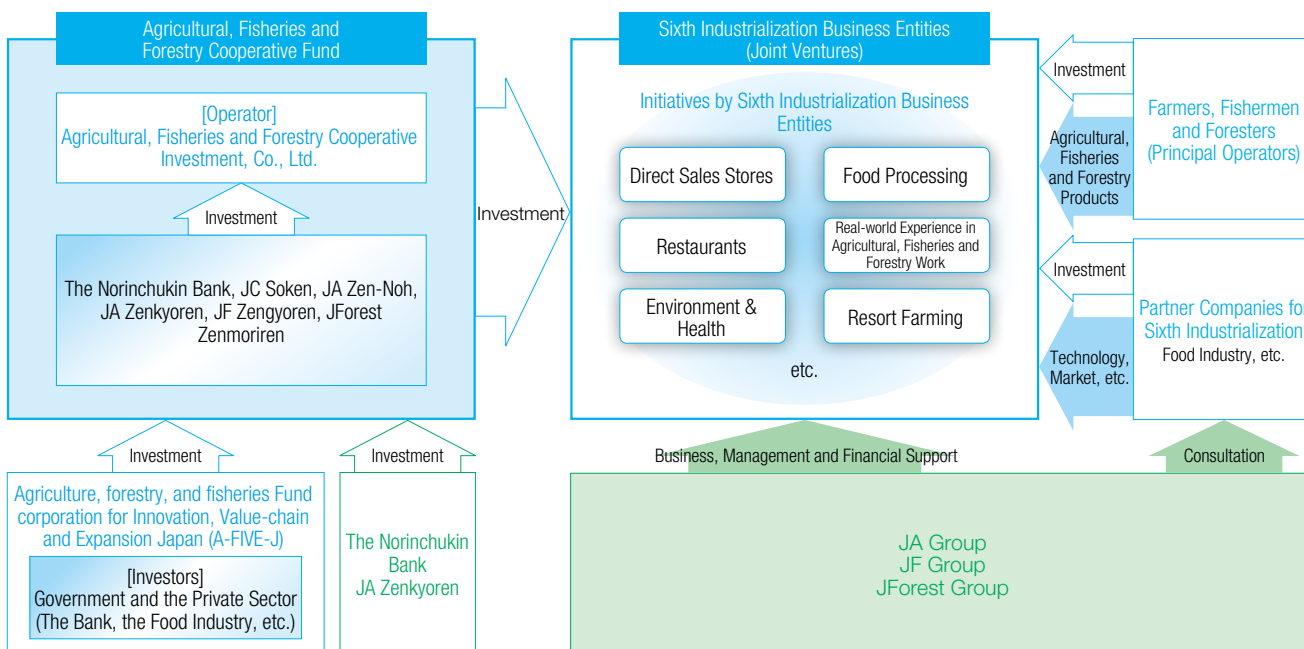 Agricultural, Fisheries and
Forestry Cooperative Fund
[Operator]
Agricultural, Fisheries and Forestry Cooperative
Investment, Co., Ltd.
Investment
The Norinchukin Bank, JC Soken, JA Zen-Noh,
JA Zenkyoren, JF Zengyoren, JForest
Zenmoriren
Investment
Sixth Industrialization Business Entities
(Joint Ventures)
Initiatives by Sixth Industrialization Business
Entities
Direct Sales Stores
Food Processing
Restaurants
Real-world Experience in
Agricultural, Fisheries and
Forestry Work
Environment &
Health
Resort Farming
etc.
Investment
Agricultural,
Fisheries
and Forestry
Products
Farmers, Fishermen
and Foresters
(Principal Operators)
Investment
Technology,
Market, etc.
Partner Companies for
Sixth Industrialization
Food Industry, etc.
Investment
Investment
Business, Management and Financial Support
Consultation
Agriculture, forestry, and fisheries Fund
corporation for Innovation, Value-chain
and Expansion Japan (A-FIVE-J)
[Investors]
Government and the Private Sector
(The Bank, the Food Industry, etc.)
The Norinchukin
Bank
JA Zenkyoren
JA Group
JF Group
JForest Group